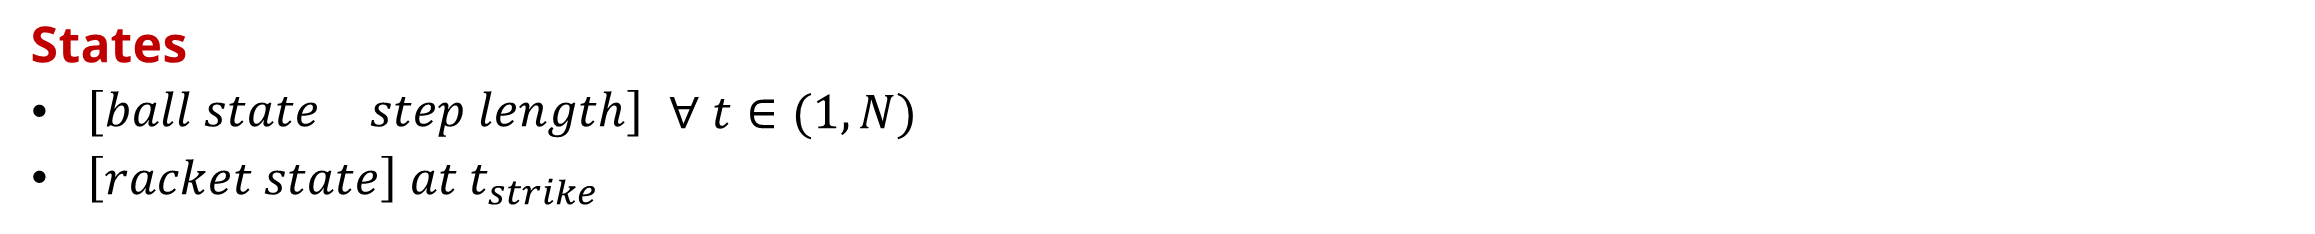 States
• [ball state step length] ∀ t ∈ (1, N)
• [racket state] at t_strike